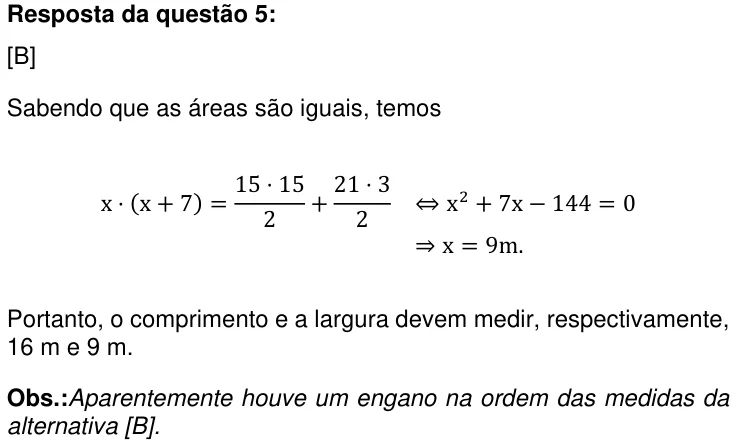 Resposta da questão 5:
[B]
Sabendo que as áreas são iguais, temos
x · (x + 7) = \frac{15 · 15}{2} + \frac{21 · 3}{2} ⇔ x² + 7x − 144 = 0
⇒ x = 9m.
Portanto, o comprimento e a largura devem medir, respectivamente,
16 m e 9 m.
Obs.:Aparentemente houve um engano na ordem das medidas da
alternativa [B].